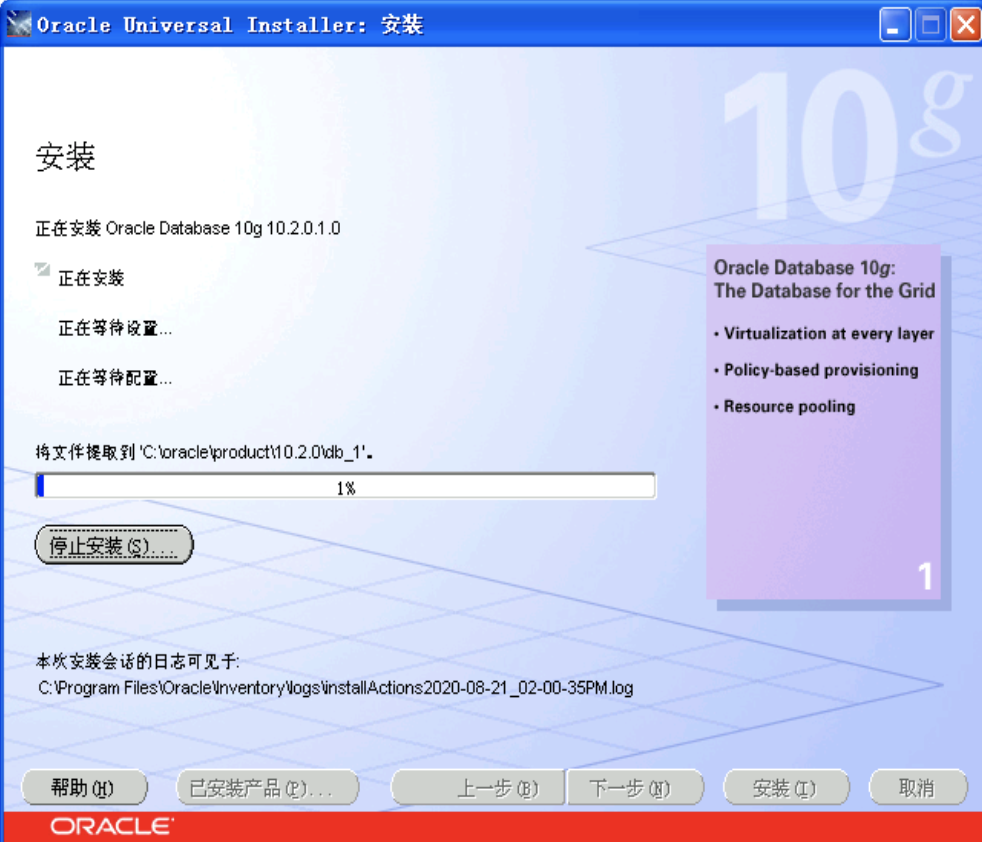 Oracle Universal Installer: 安装
10g
安装
正在安装 Oracle Database 10g 10.2.0.1.0
正在安装
正在等待设置...
正在等待配置...
Oracle Database 10g:
The Database for the Grid
• Virtualization at every layer
• Policy-based provisioning
• Resource pooling
1
将文件提取到 'C:\oracle\product\10.2.0\db_1'。
1%
停止安装(S)...
本次安装会话的日志可见于:
C:\Program Files\Oracle\Inventory\logs\installActions2020-08-21_02-00-35PM.log
帮助(H) 已安装产品(P)... 上一步(B) 下一步(N) 安装(I) 取消
ORACLE